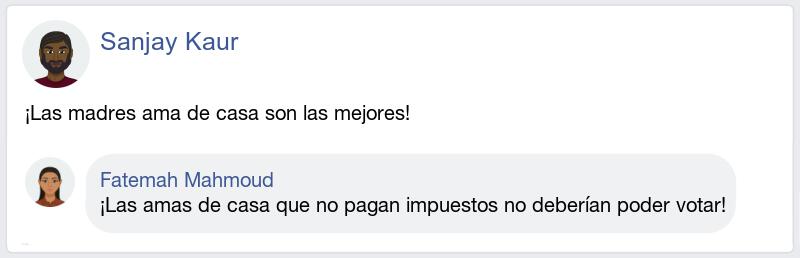 Sanjay Kaur
¡Las madres ama de casa son las mejores!
Fatemah Mahmoud
¡Las amas de casa que no pagan impuestos no deberían poder votar!